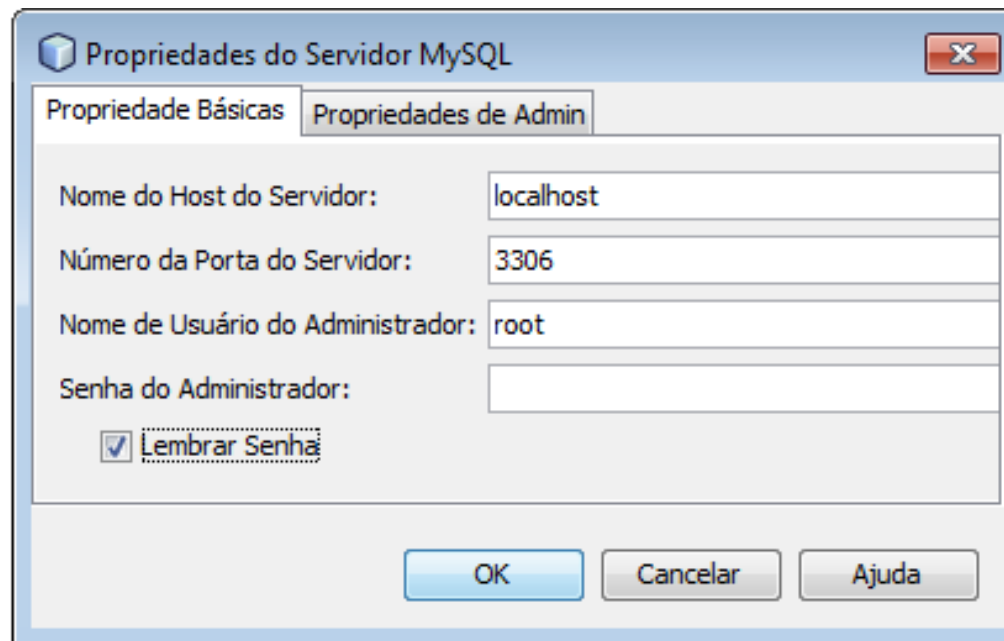 Propriedades do Servidor MySQL
Propriedade Básicas Propriedades de Admin
Nome do Host do Servidor: localhost
Número da Porta do Servidor: 3306
Nome de Usuário do Administrador: root
Senha do Administrador:
Lembrar Senha
OK Cancelar Ajuda